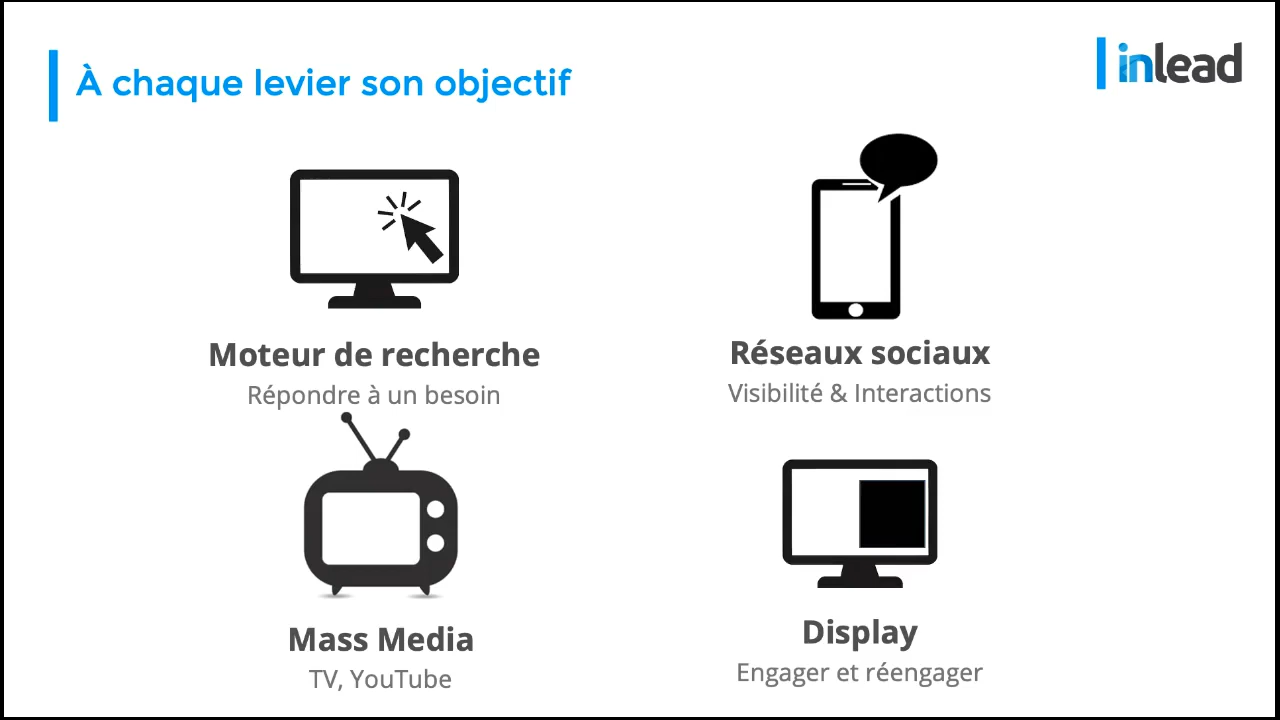 À chaque levier son objectif
inlead
Moteur de recherche
Répondre à un besoin
Réseaux sociaux
Visibilité & Interactions
Mass Media
TV, YouTube
Display
Engager et réengager